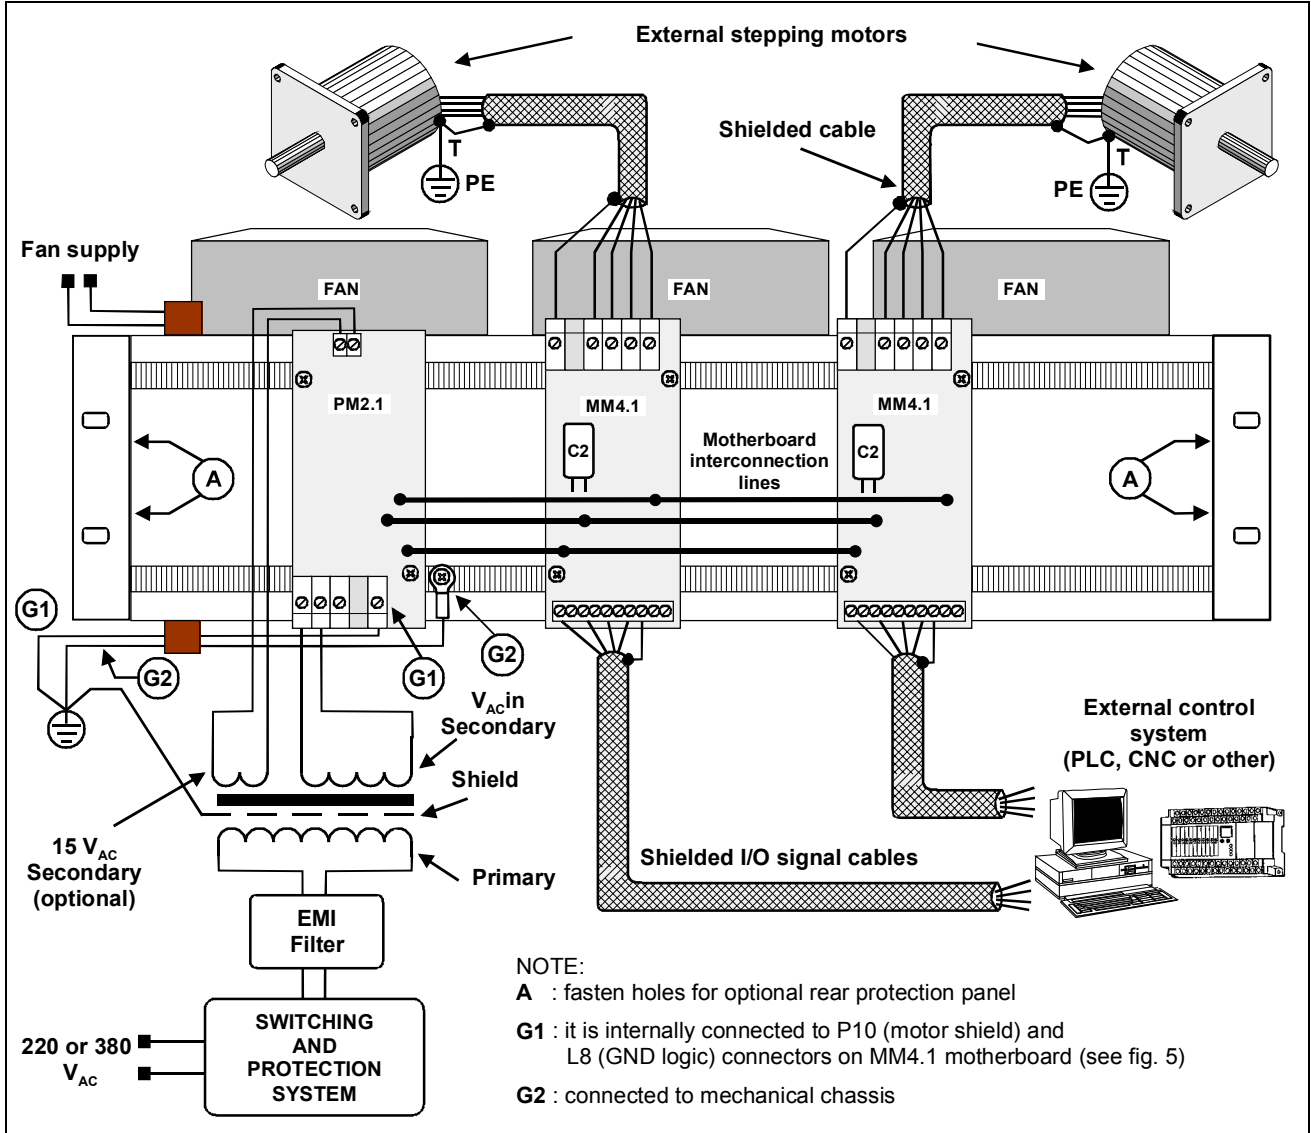 External stepping motors
Shielded cable
T
PE
T
PE
Fan supply
FAN
FAN
FAN
PM2.1
MM4.1
MM4.1
C2
C2
Motherboard
interconnection
lines
A
A
G1
G2
G1
G2
VACin
Secondary
Shield
15 VAC
Secondary
(optional)
Primary
EMI
Filter
SWITCHING
AND
PROTECTION
SYSTEM
220 or 380
VAC
External control
system
(PLC, CNC or other)
Shielded I/O signal cables
NOTE:
A : fasten holes for optional rear protection panel
G1 : it is internally connected to P10 (motor shield) and
L8 (GND logic) connectors on MM4.1 motherboard (see fig. 5)
G2 : connected to mechanical chassis